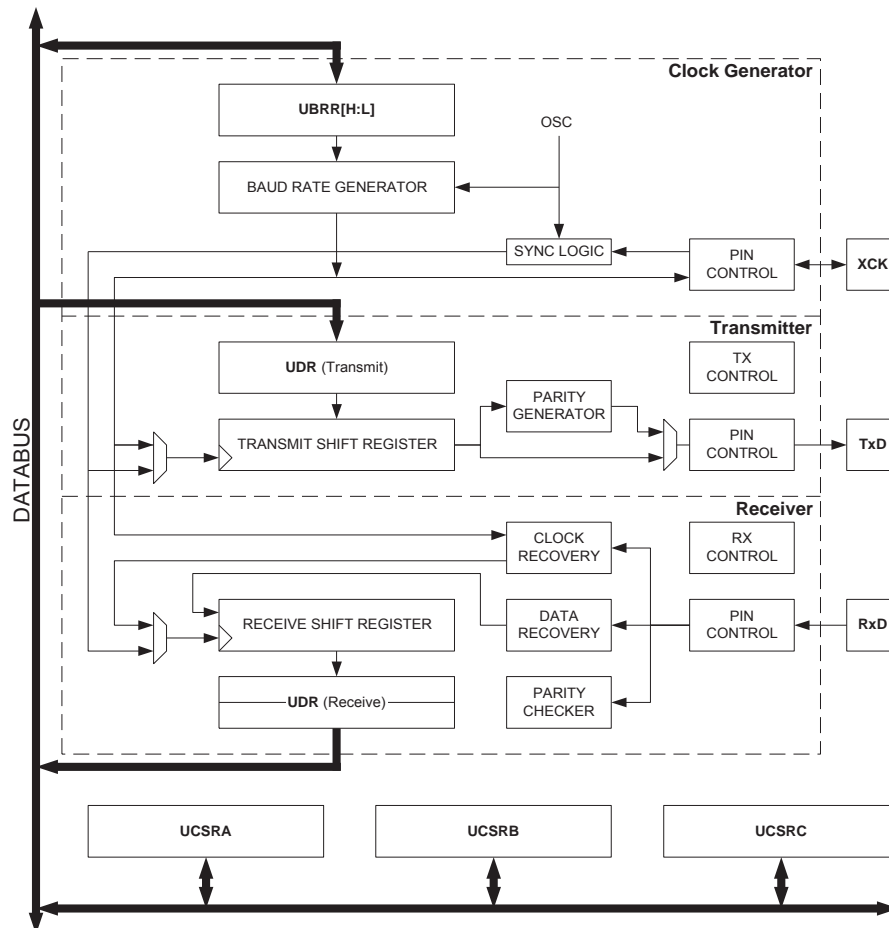 Clock Generator
UBRR[H:L]
OSC
BAUD RATE GENERATOR
SYNC LOGIC
PIN
CONTROL
XCK
Transmitter
UDR (Transmit)
TX
CONTROL
PARITY
GENERATOR
TRANSMIT SHIFT REGISTER
PIN
CONTROL
TxD
DATABUS
Receiver
CLOCK
RECOVERY
RX
CONTROL
RECEIVE SHIFT REGISTER
DATA
RECOVERY
PIN
CONTROL
RxD
UDR (Receive)
PARITY
CHECKER
UCSRA
UCSRB
UCSRC